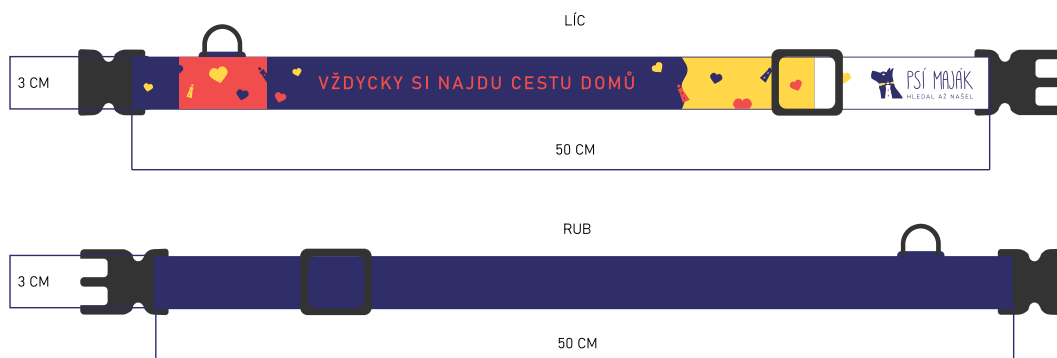 LÍC
3 CM
VŽDYCKY SI NAJDU CESTU DOMŮ
PSÍ MAJÁK
HLEDAL AŽ NAŠEL
50 CM
RUB
3 CM
50 CM